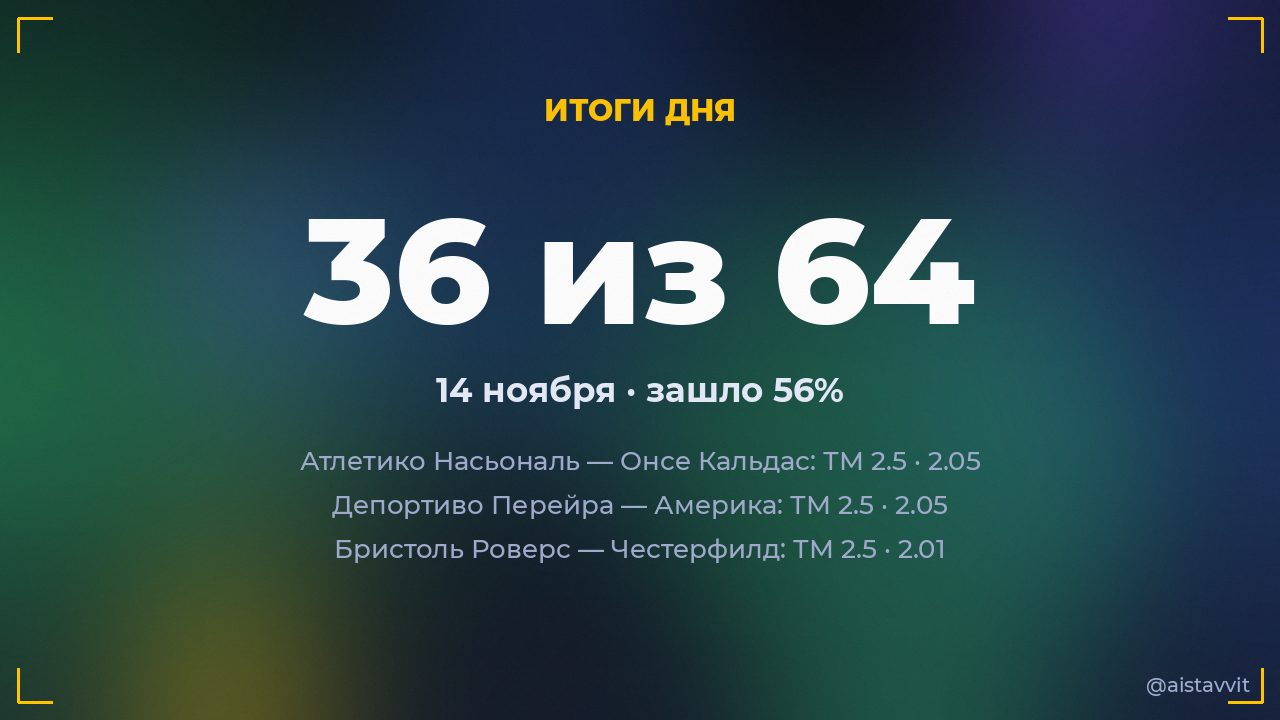 ИТОГИ ДНЯ
36 из 64
14 ноября · зашло 56%
Атлетико Насьональ — Онсе Кальдас: ТМ 2.5 · 2.05
Депортиво Перейра — Америка: ТМ 2.5 · 2.05
Бристоль Роверс — Честерфилд: ТМ 2.5 · 2.01
@aistavvit